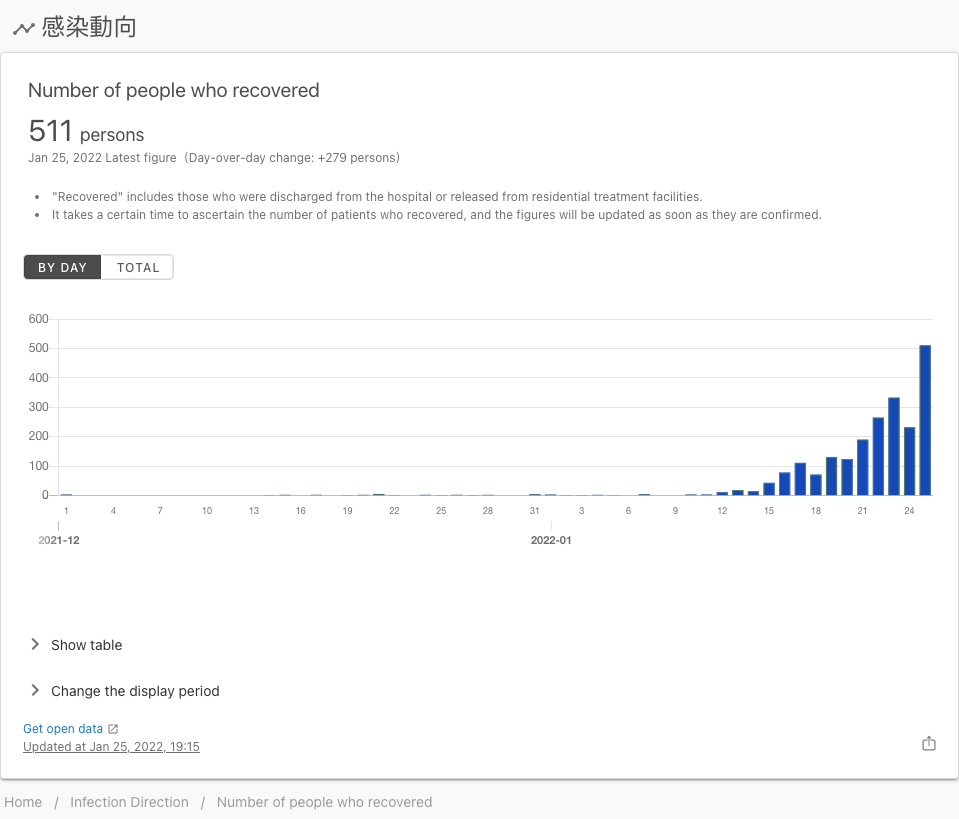 感染動向
Number of people who recovered
511 persons
Jan 25, 2022 Latest figure (Day-over-day change: +279 persons)
"Recovered" includes those who were discharged from the hospital or released from residential treatment facilities.
It takes a certain time to ascertain the number of patients who recovered, and the figures will be updated as soon as they are confirmed.
BY DAY TOTAL
600
500
400
300
200
100
0
1 4 7 10 13 16 19 22 25 28 31 3 6 9 12 15 18 21 24
2021-12 2022-01
Show table
Change the display period
Get open data
Updated at Jan 25, 2022, 19:15
Home / Infection Direction / Number of people who recovered